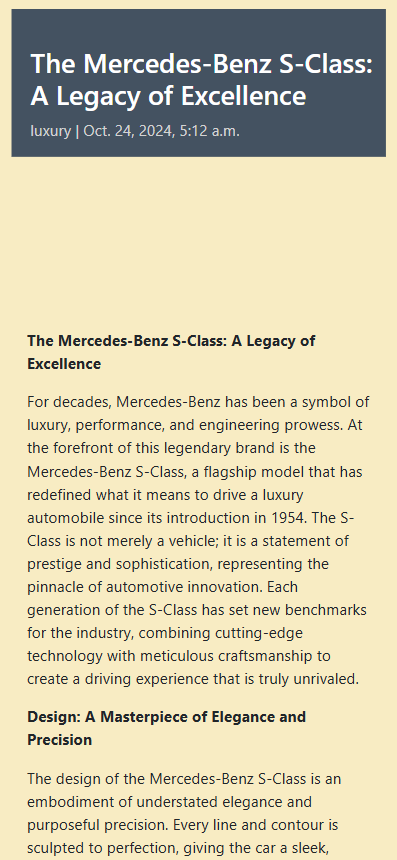 The Mercedes-Benz S-Class:
A Legacy of Excellence
luxury | Oct. 24, 2024, 5:12 a.m.
The Mercedes-Benz S-Class: A Legacy of
Excellence
For decades, Mercedes-Benz has been a symbol of
luxury, performance, and engineering prowess. At
the forefront of this legendary brand is the
Mercedes-Benz S-Class, a flagship model that has
redefined what it means to drive a luxury
automobile since its introduction in 1954. The S-
Class is not merely a vehicle; it is a statement of
prestige and sophistication, representing the
pinnacle of automotive innovation. Each
generation of the S-Class has set new benchmarks
for the industry, combining cutting-edge
technology with meticulous craftsmanship to
create a driving experience that is truly unrivaled.
Design: A Masterpiece of Elegance and
Precision
The design of the Mercedes-Benz S-Class is an
embodiment of understated elegance and
purposeful precision. Every line and contour is
sculpted to perfection, giving the car a sleek,